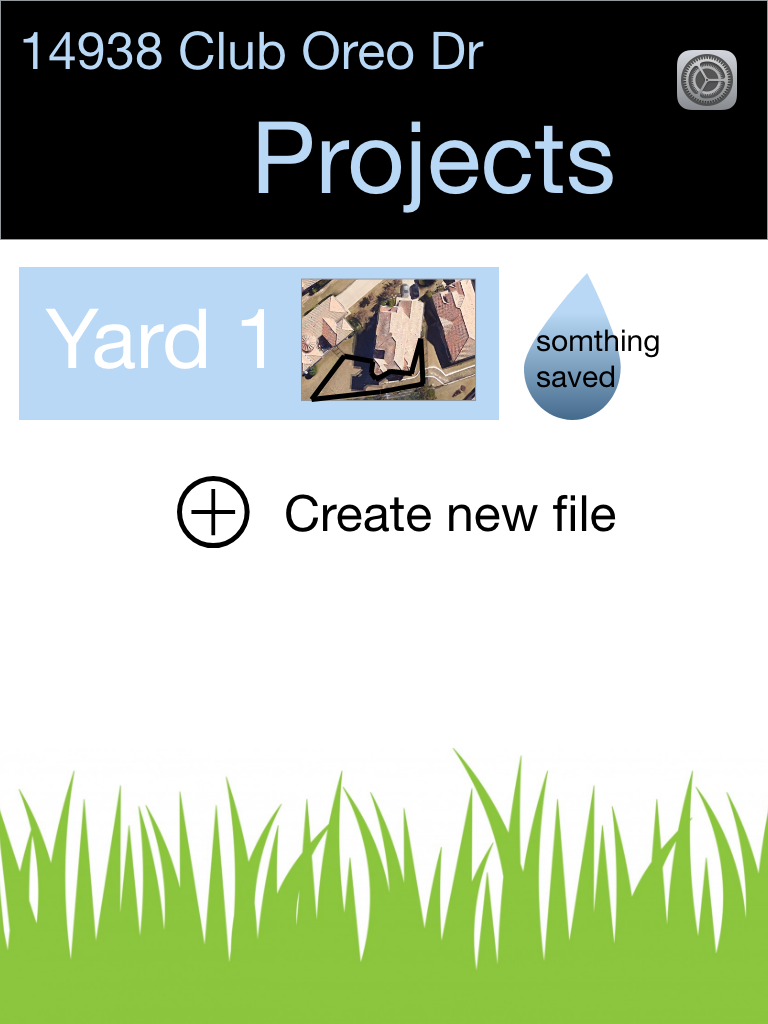 14938 Club Oreo Dr
Projects
Yard 1
somthing
saved
Create new file